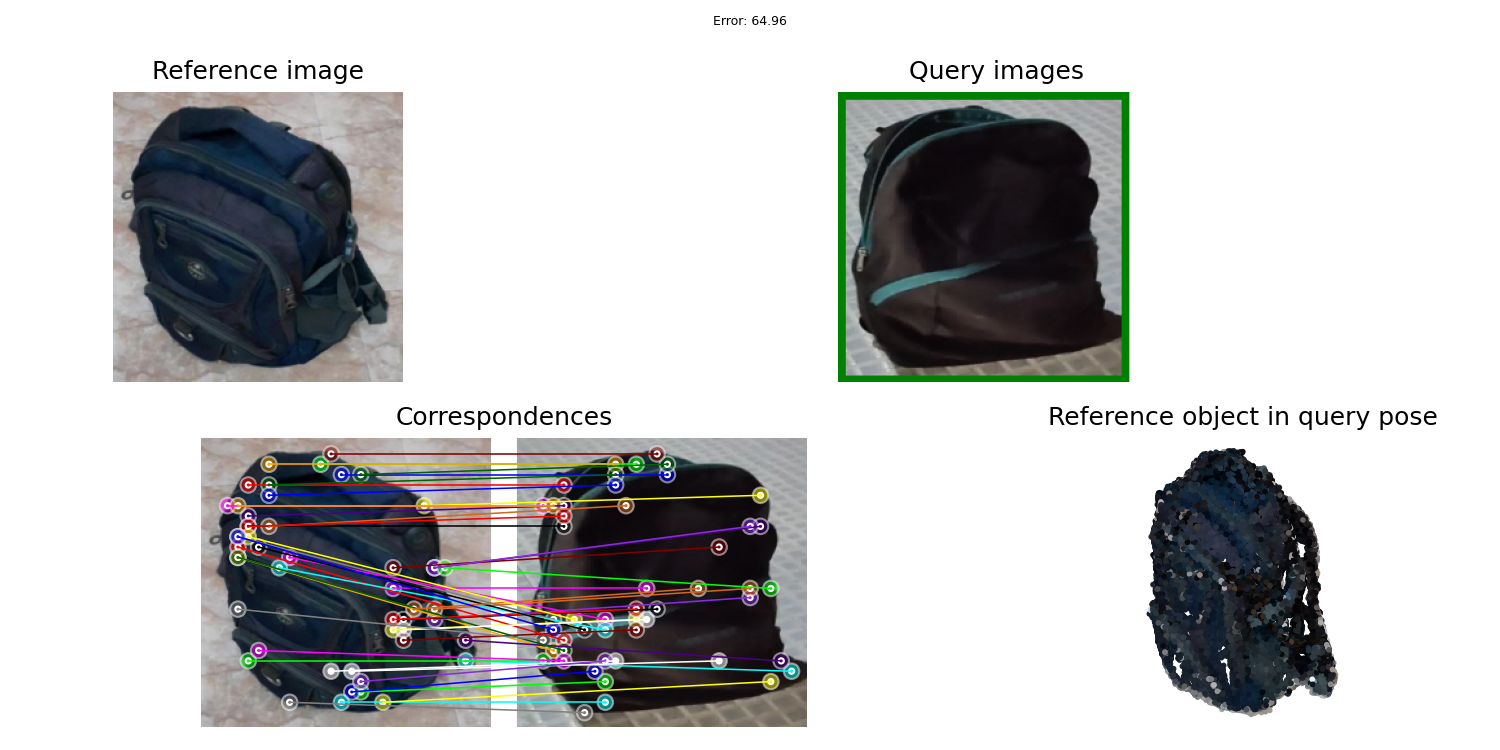 Error: 64.96
Reference image
Query images
Correspondences
Reference object in query pose